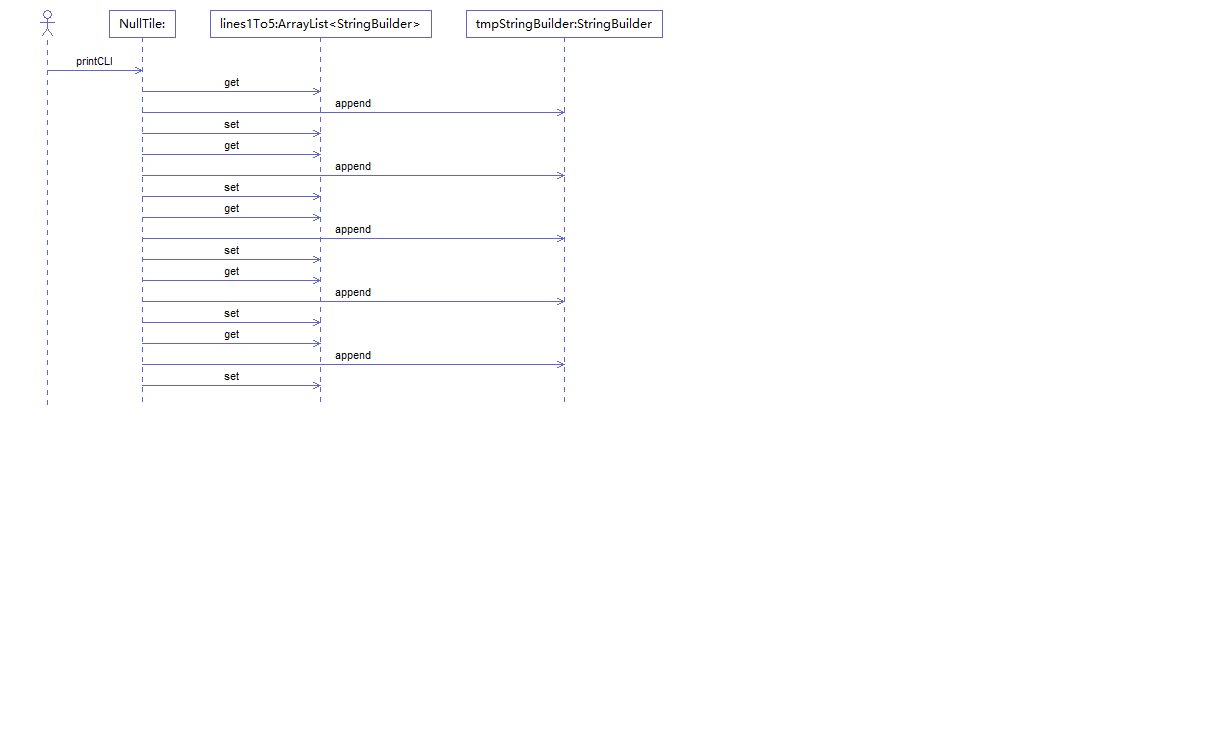 NullTile:
lines1To5:ArrayList<StringBuilder>
tmpStringBuilder:StringBuilder
printCLI
get
append
set
get
append
set
get
append
set
get
append
set
get
append
set